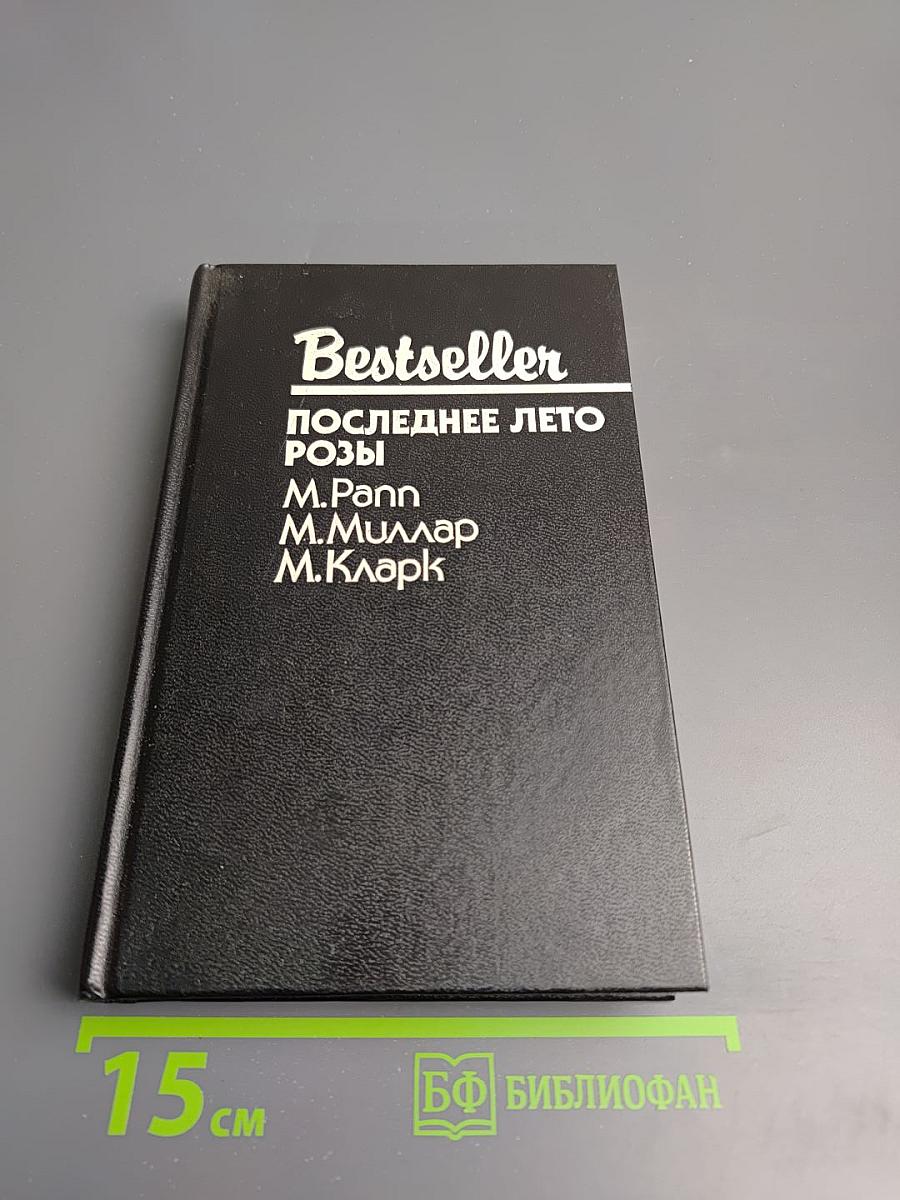 Bestseller
ПОСЛЕДНЕЕ ЛЕТО
РОЗЫ
М.Рапп
М.Миллар
М.Кларк
15 см
БФ БИБЛИОФАН